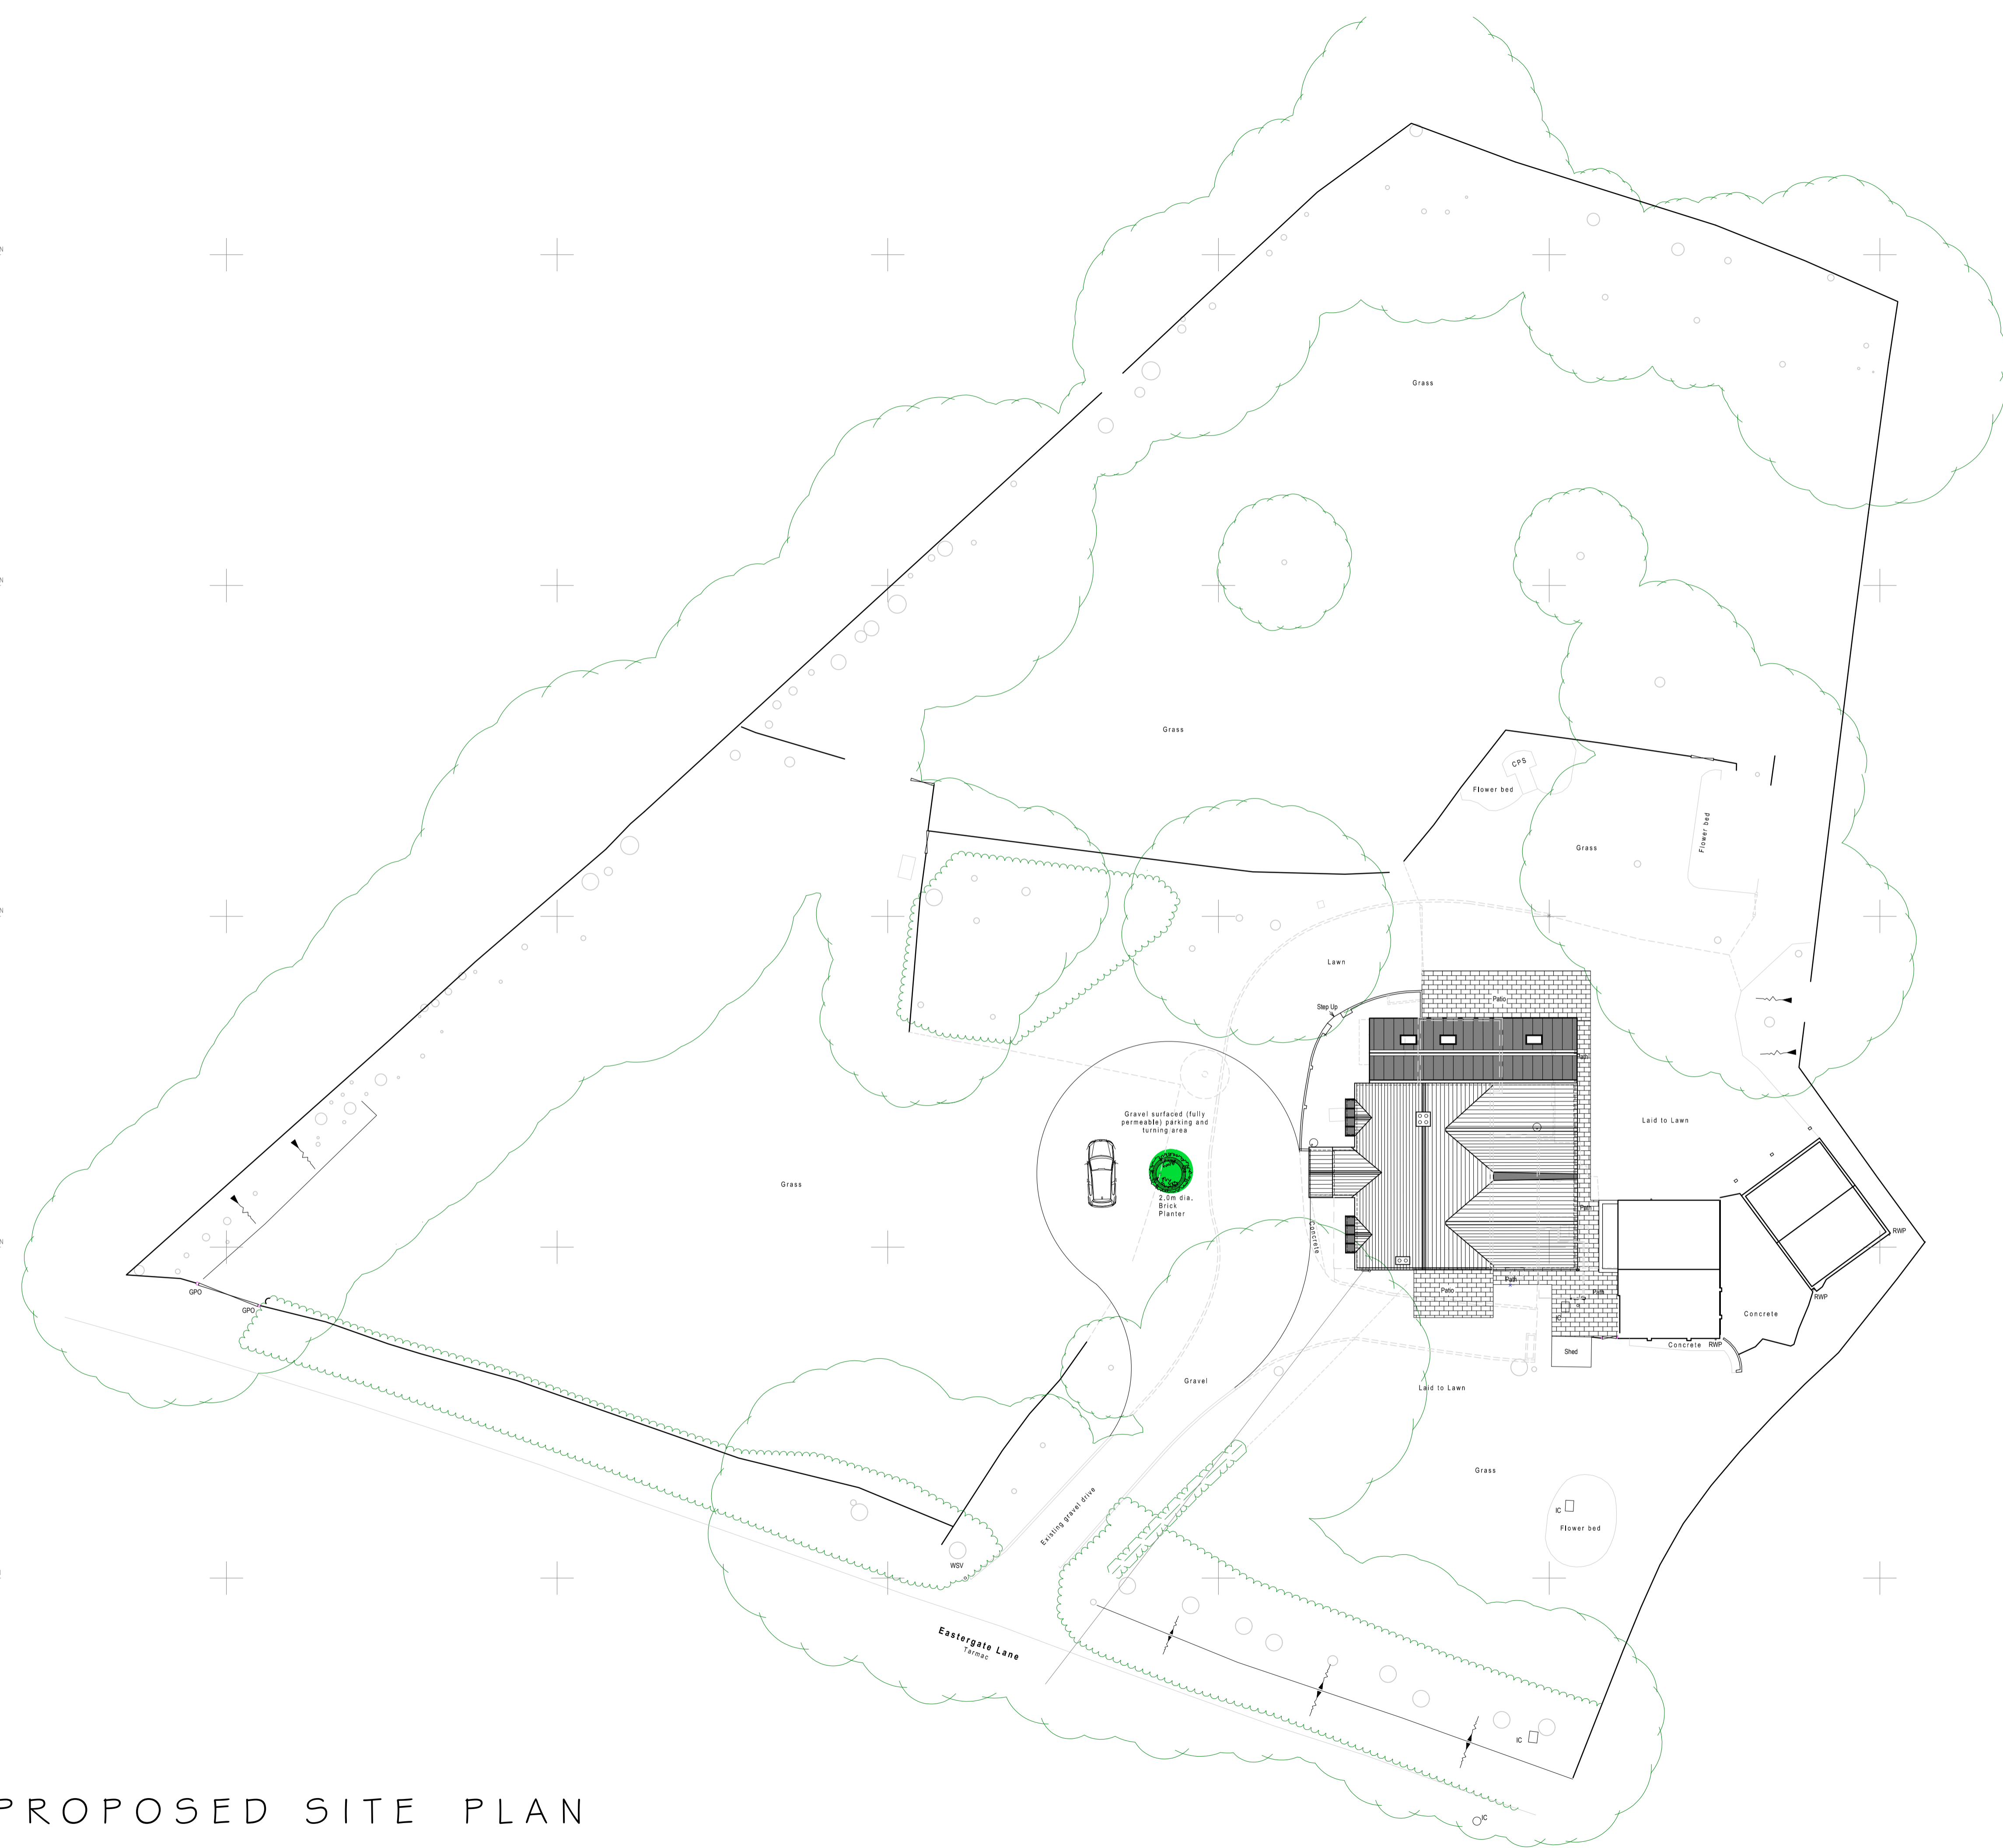 N
Grass
N
Grass
CPS
Flower bed
Flower bed
Grass
N
Lawn
Patio
Step Up
Path
Gravel surfaced (fully
permeable) parking and
turning area
Laid to Lawn
Grass
2,0m dia,
Brick
Planter
Path
Concrete
RWP
N
GPO
GPO
Path
Patio
Path
IC
RWP
Concrete
Concrete
RWP
Shed
Gravel
Laid to Lawn
Grass
Existing gravel drive
IC
Flower bed
WSV
Eastergate Lane
Tarmac
IC
PROPOSED SITE PLAN
IC